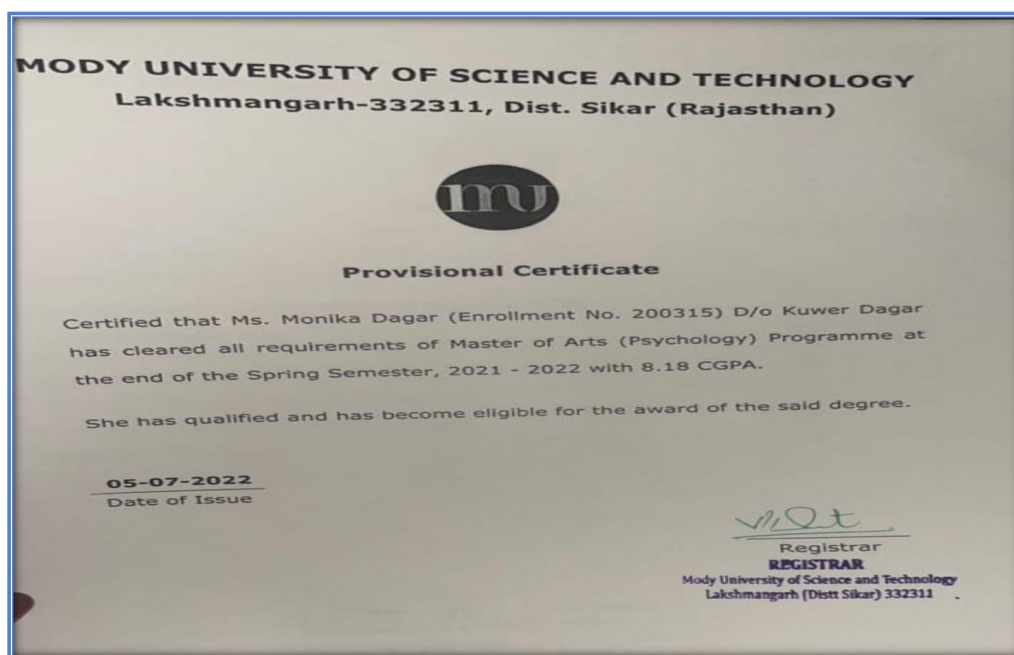 MODY UNIVERSITY OF SCIENCE AND TECHNOLOGY
Lakshmangarh-332311, Dist. Sikar (Rajasthan)
mu
Provisional Certificate
Certified that Ms. Monika Dagar (Enrollment No. 200315) D/o Kuwer Dagar
has cleared all requirements of Master of Arts (Psychology) Programme at
the end of the Spring Semester, 2021 - 2022 with 8.18 CGPA.
She has qualified and has become eligible for the award of the said degree.
05-07-2022
Date of Issue
Registrar
REGISTRAR
Mody University of Science and Technology
Lakshmangarh (Distt Sikar) 332311